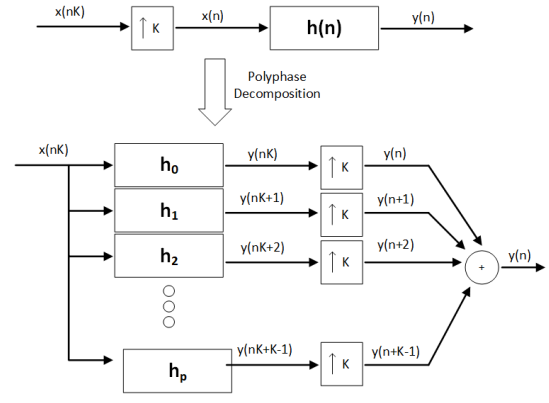 x(nK) ↑ K x(n) h(n) y(n)
Polyphase
Decomposition
x(nK) h0 y(nK) ↑ K y(n)
h1 y(nK+1) ↑ K y(n+1)
h2 y(nK+2) ↑ K y(n+2)
+ y(n)
hp y(nK+K-1) ↑ K y(n+K-1)